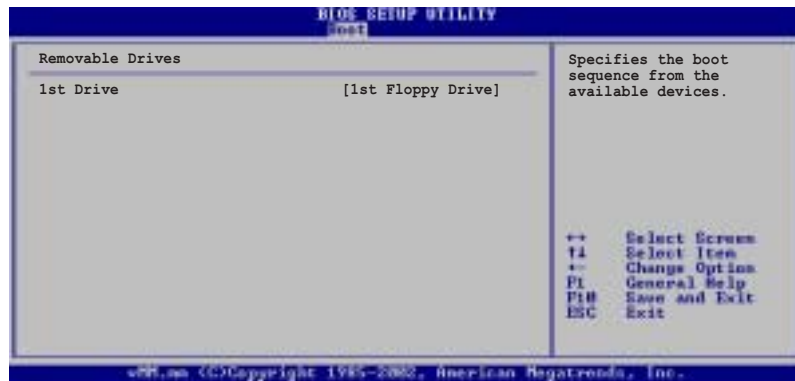 BIOS SETUP UTILITY
Boot
Removable Drives
1st Drive [1st Floppy Drive]
Specifies the boot
sequence from the
available devices.
↔ Select Screen
↑↓ Select Item
Change Option
F1 General Help
F10 Save and Exit
ESC Exit
(C)Copyright 1985-2002, American Megatrends, Inc.